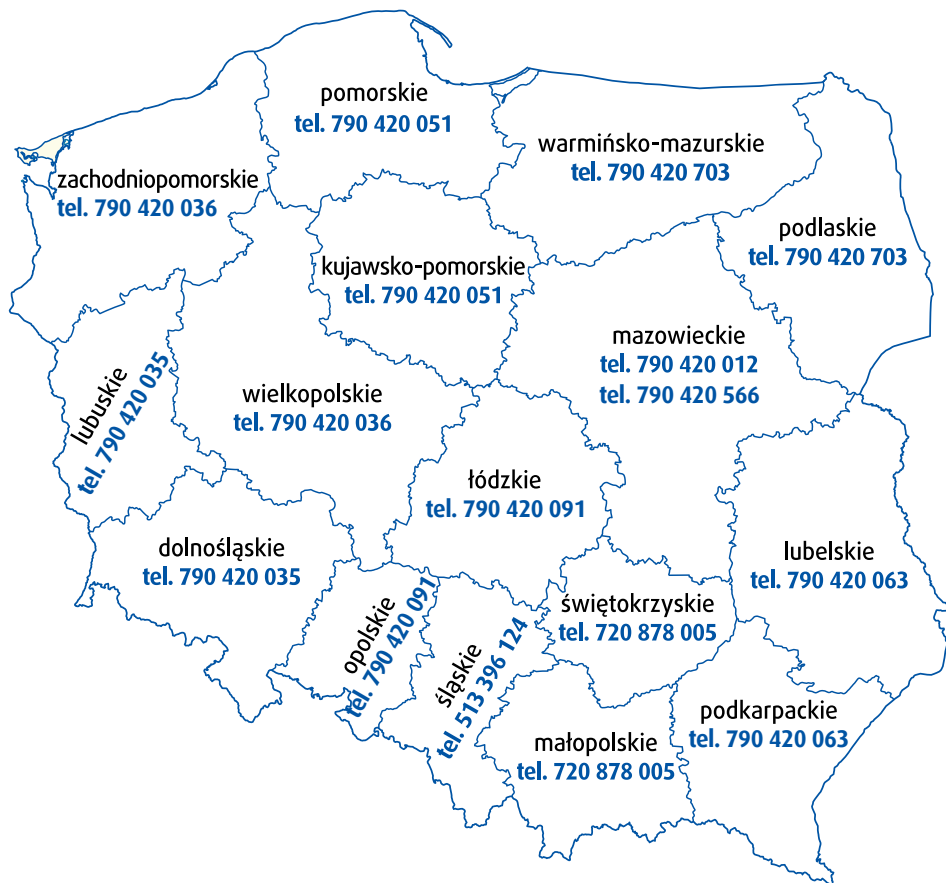 pomorskie
tel. 790 420 051
warmińsko-mazurskie
tel. 790 420 703
zachodniopomorskie
tel. 790 420 036
podlaskie
tel. 790 420 703
kujawsko-pomorskie
tel. 790 420 051
mazowieckie
tel. 790 420 012
tel. 790 420 566
lubuskie
tel. 790 420 035
wielkopolskie
tel. 790 420 036
łódzkie
tel. 790 420 091
dolnośląskie
tel. 790 420 035
lubelskie
tel. 790 420 063
opolskie
tel. 790 420 091
śląskie
tel. 513 396 124
świętokrzyskie
tel. 720 878 005
małopolskie
tel. 720 878 005
podkarpackie
tel. 790 420 063